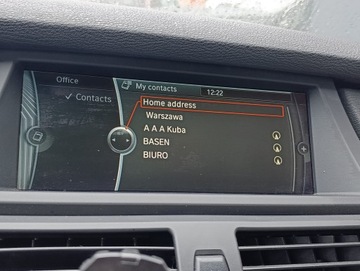 Office
My contacts
12:22
✓ Contacts
Home address
Warszawa
A A A Kuba
BASEN
BIURO